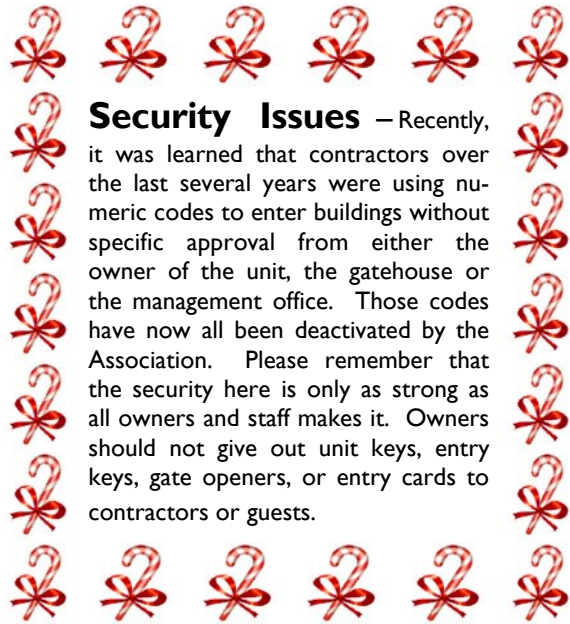 Security Issues – Recently,
it was learned that contractors over
the last several years were using nu-
meric codes to enter buildings without
specific approval from either the
owner of the unit, the gatehouse or
the management office. Those codes
have now all been deactivated by the
Association. Please remember that
the security here is only as strong as
all owners and staff makes it. Owners
should not give out unit keys, entry
keys, gate openers, or entry cards to
contractors or guests.